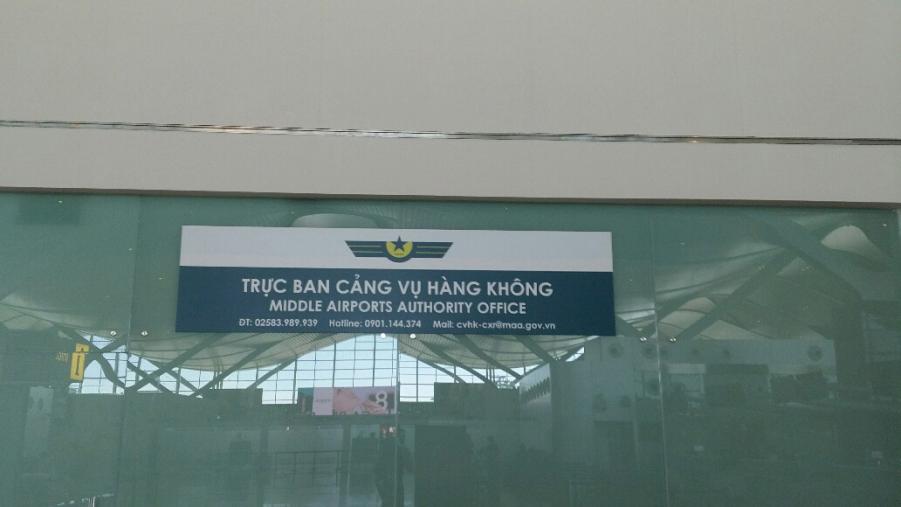 TRỰC BAN CẢNG VỤ HÀNG KHÔNG
MIDDLE AIRPORTS AUTHORITY OFFICE
ĐT: 02583.989.939 Hotline: 0901.144.374 Mail: cvhk-cxr@maa.gov.vn